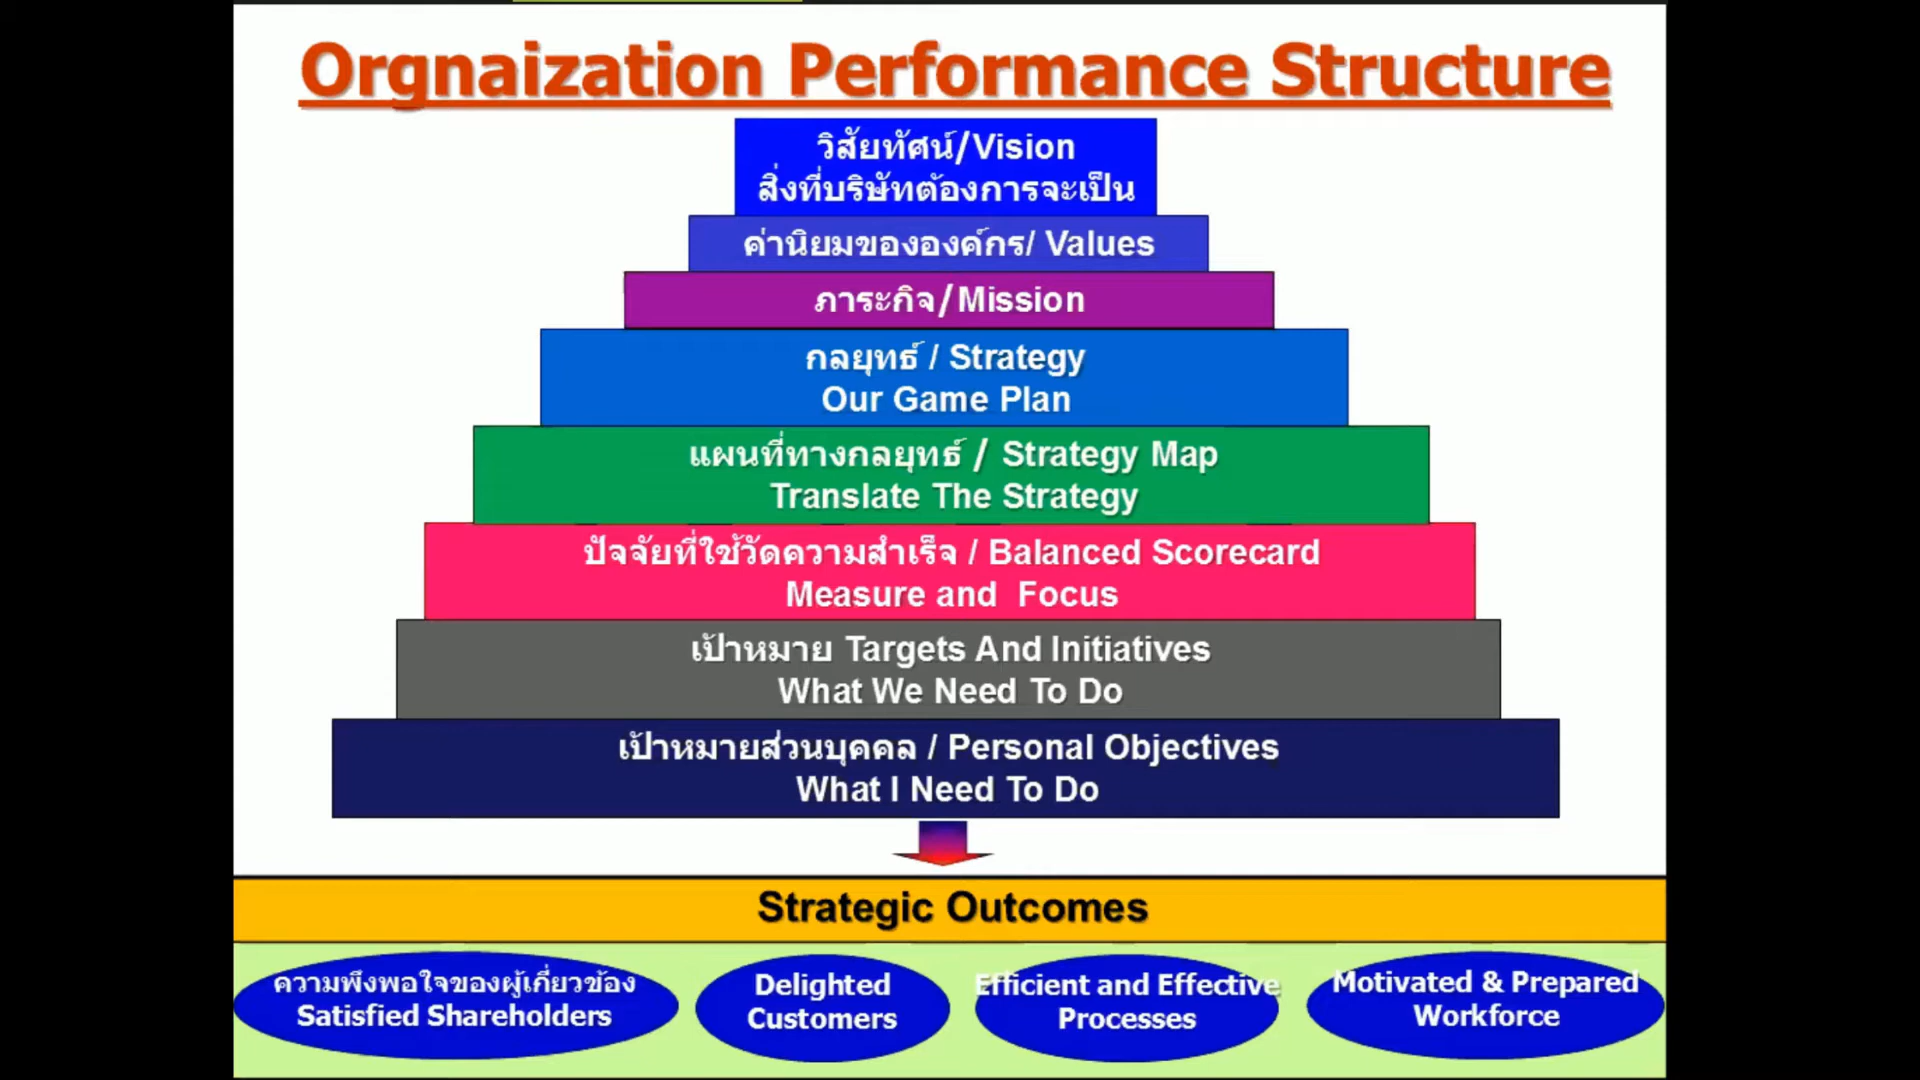 Orgnaization Performance Structure
วิสัยทัศน์/Vision
สิ่งที่บริษัทต้องการจะเป็น
ค่านิยมขององค์กร/ Values
ภาระกิจ/Mission
กลยุทธ์ / Strategy
Our Game Plan
แผนที่ทางกลยุทธ์ / Strategy Map
Translate The Strategy
ปัจจัยที่ใช้วัดความสำเร็จ / Balanced Scorecard
Measure and Focus
เป้าหมาย Targets And Initiatives
What We Need To Do
เป้าหมายส่วนบุคคล / Personal Objectives
What I Need To Do
Strategic Outcomes
ความพึงพอใจของผู้เกี่ยวข้อง
Satisfied Shareholders
Delighted
Customers
Efficient and Effective
Processes
Motivated & Prepared
Workforce